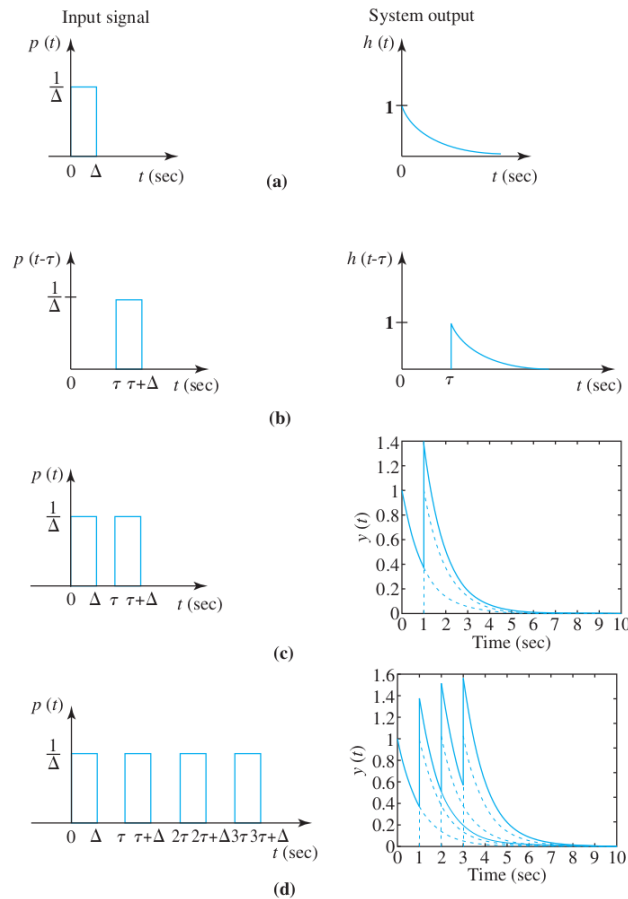 Input signal
System output
p (t)
1
Δ
0
Δ
t (sec)
h (t)
1
0
t (sec)
(a)
p (t-τ)
1
Δ
0
τ τ+Δ
t (sec)
h (t-τ)
1
0
τ
t (sec)
(b)
p (t)
1
Δ
0 Δ τ τ+Δ
t (sec)
y (t)
1.4
1.2
1
0.8
0.6
0.4
0.2
0
0 1 2 3 4 5 6 7 8 9 10
Time (sec)
(c)
p (t)
1
Δ
0 Δ τ τ+Δ 2τ 2τ+Δ 3τ 3τ+Δ
t (sec)
y (t)
1.6
1.4
1.2
1
0.8
0.6
0.4
0.2
0
0 1 2 3 4 5 6 7 8 9 10
Time (sec)
(d)